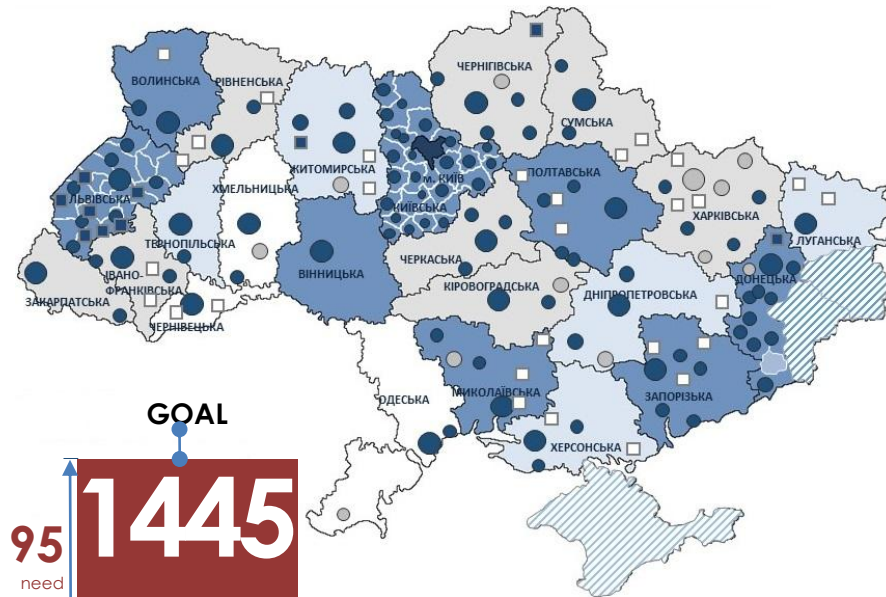 ЧЕРНІГІВСЬКА
ВОЛИНСЬКА
РІВНЕНСЬКА
СУМСЬКА
ЖИТОМИРСЬКА
м. КИЇВ
ПОЛТАВСЬКА
ХМЕЛЬНИЦЬКА
ЛЬВІВСЬКА
КИЇВСЬКА
ХАРКІВСЬКА
ТЕРНОПІЛЬСЬКА
ЛУГАНСЬКА
ЧЕРКАСЬКА
ВІННИЦЬКА
ДОНЕЦЬКА
ІВАНО-
ФРАНКІВСЬКА
КІРОВОГРАДСЬКА
ДНІПРОПЕТРОВСЬКА
ЗАКАРПАТСЬКА
ЧЕРНІВЕЦЬКА
МИКОЛАЇВСЬКА
ЗАПОРІЗЬКА
ОДЕСЬКА
ХЕРСОНСЬКА
GOAL
1445
95
need